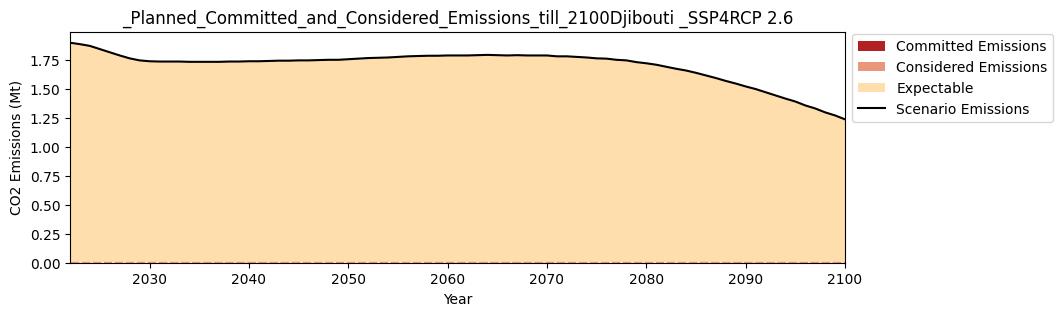 _Planned_Committed_and_Considered_Emissions_till_2100Djibouti _SSP4RCP 2.6
CO2 Emissions (Mt)
1.75
1.50
1.25
1.00
0.75
0.50
0.25
0.00
2030 2040 2050 2060 2070 2080 2090 2100
Year
Committed Emissions
Considered Emissions
Expectable
Scenario Emissions